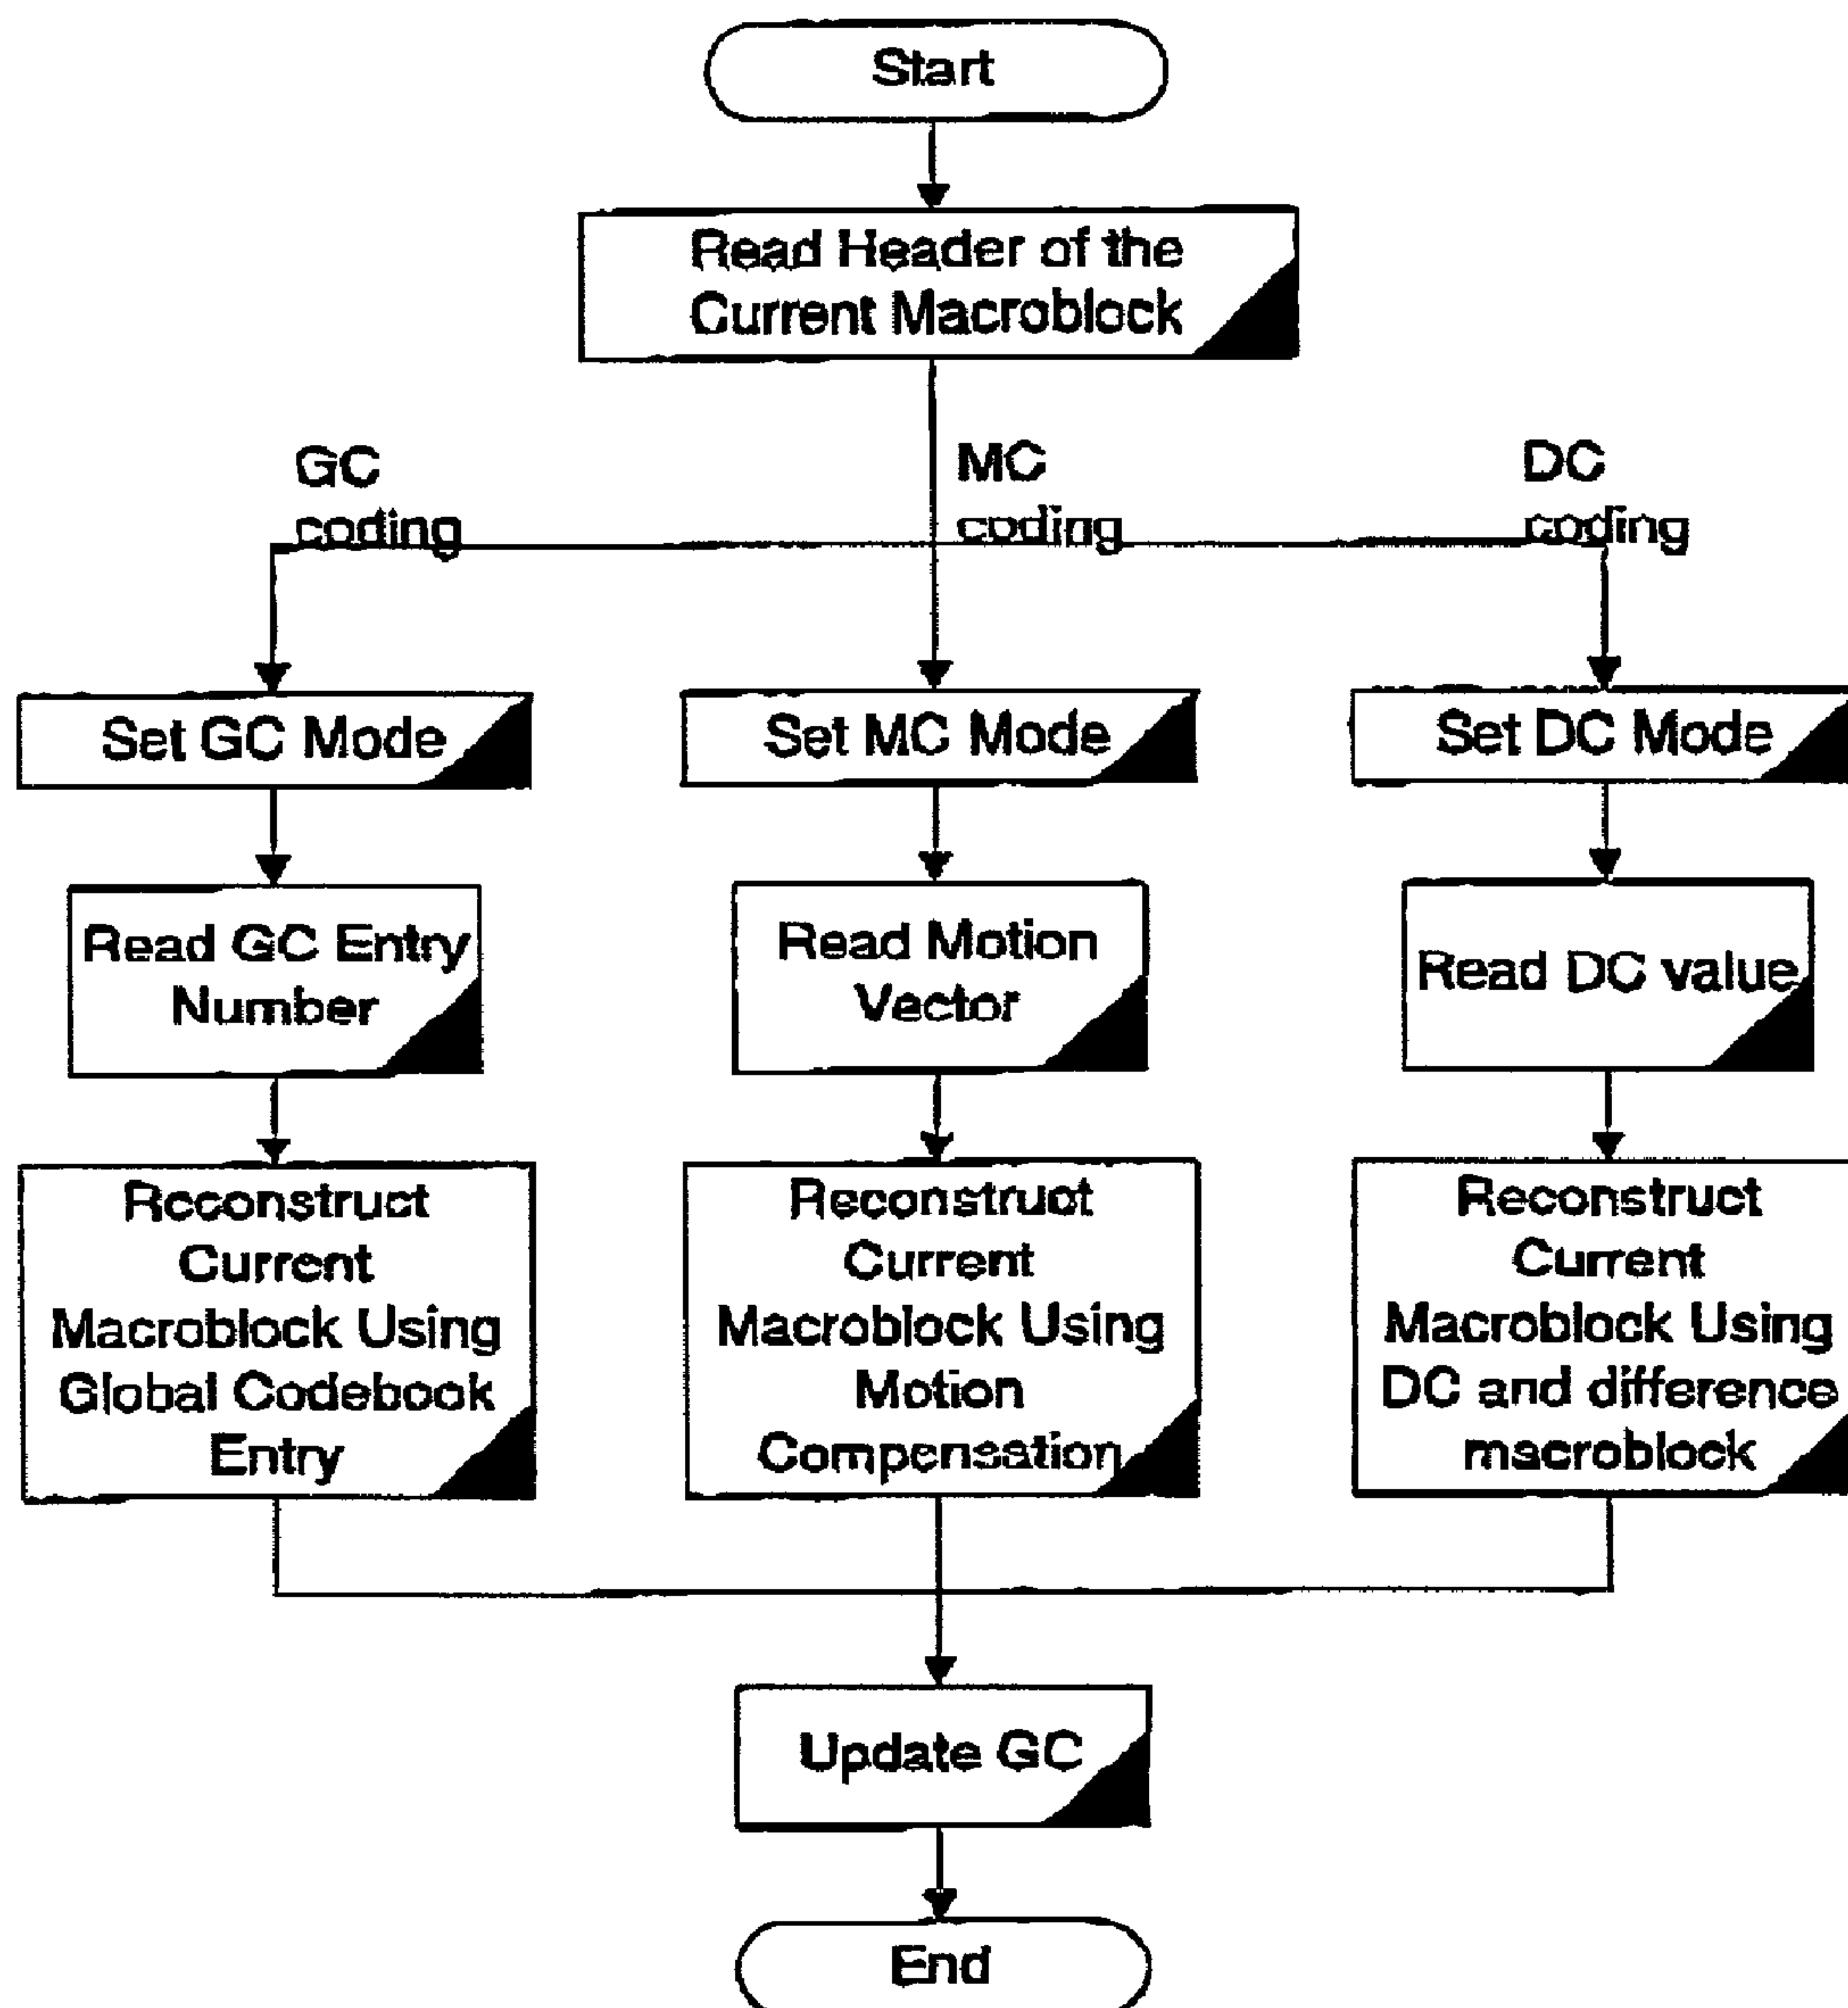 Start
Read Header of the
Current Macroblock
GC
coding
MC
coding
DC
coding
Set GC Mode
Set MC Mode
Set DC Mode
Read GC Entry
Number
Read Motion
Vector
Read DC value
Reconstruct
Current
Macroblock Using
Global Codebook
Entry
Reconstruct
Current
Macroblock Using
Motion
Compensation
Reconstruct
Current
Macroblock Using
DC and difference
macroblock
Update GC
End